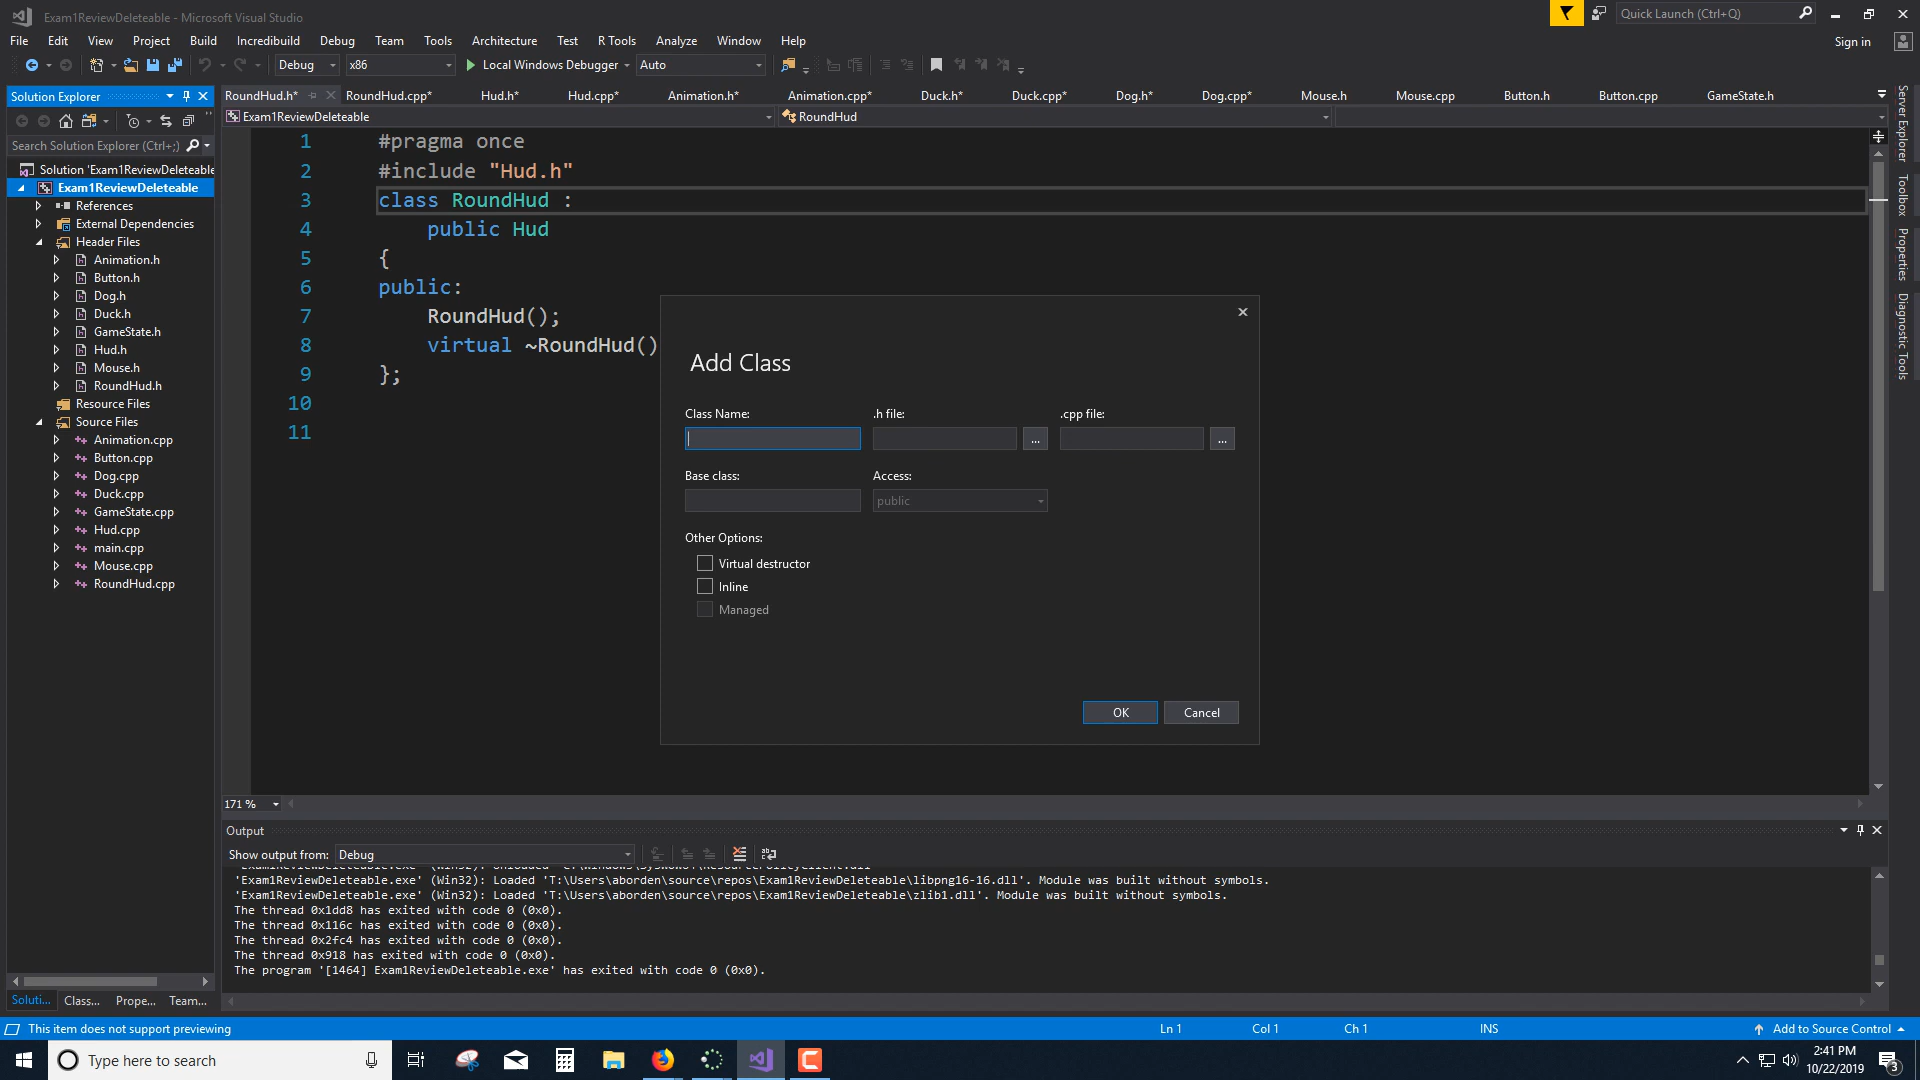 Exam1ReviewDeleteable - Microsoft Visual Studio
Quick Launch (Ctrl+Q)
File Edit View Project Build Incredibuild Debug Team Tools Architecture Test R Tools Analyze Window Help
Sign in
Debug x86 Local Windows Debugger Auto
Solution Explorer
RoundHud.h* RoundHud.cpp* Hud.h* Hud.cpp* Animation.h* Animation.cpp* Duck.h* Duck.cpp* Dog.h* Dog.cpp* Mouse.h Mouse.cpp Button.h Button.cpp GameState.h
Exam1ReviewDeleteable RoundHud
Search Solution Explorer (Ctrl+;)
Solution 'Exam1ReviewDeleteable
Exam1ReviewDeleteable
References
External Dependencies
Header Files
Animation.h
Button.h
Dog.h
Duck.h
GameState.h
Hud.h
Mouse.h
RoundHud.h
Resource Files
Source Files
Animation.cpp
Button.cpp
Dog.cpp
Duck.cpp
GameState.cpp
Hud.cpp
main.cpp
Mouse.cpp
RoundHud.cpp
Soluti... Class... Prope... Team...
1 #pragma once
2 #include "Hud.h"
3 class RoundHud :
4 public Hud
5 {
6 public:
7 RoundHud();
8 virtual ~RoundHud()
9 };
10
11
Add Class
Class Name: .h file: .cpp file:
... ...
Base class: Access:
public
Other Options:
Virtual destructor
Inline
Managed
OK Cancel
Server Explorer
Toolbox
Properties
Diagnostic Tools
171 %
Output
Show output from: Debug
'Exam1ReviewDeleteable.exe' (Win32): Loaded 'T:\Users\aborden\source\repos\Exam1ReviewDeleteable\libpng16-16.dll'. Module was built without symbols.
'Exam1ReviewDeleteable.exe' (Win32): Loaded 'T:\Users\aborden\source\repos\Exam1ReviewDeleteable\zlib1.dll'. Module was built without symbols.
The thread 0x1dd8 has exited with code 0 (0x0).
The thread 0x116c has exited with code 0 (0x0).
The thread 0x2fc4 has exited with code 0 (0x0).
The thread 0x918 has exited with code 0 (0x0).
The program '[1464] Exam1ReviewDeleteable.exe' has exited with code 0 (0x0).
This item does not support previewing Ln 1 Col 1 Ch 1 INS Add to Source Control
Type here to search
2:41 PM
10/22/2019
3